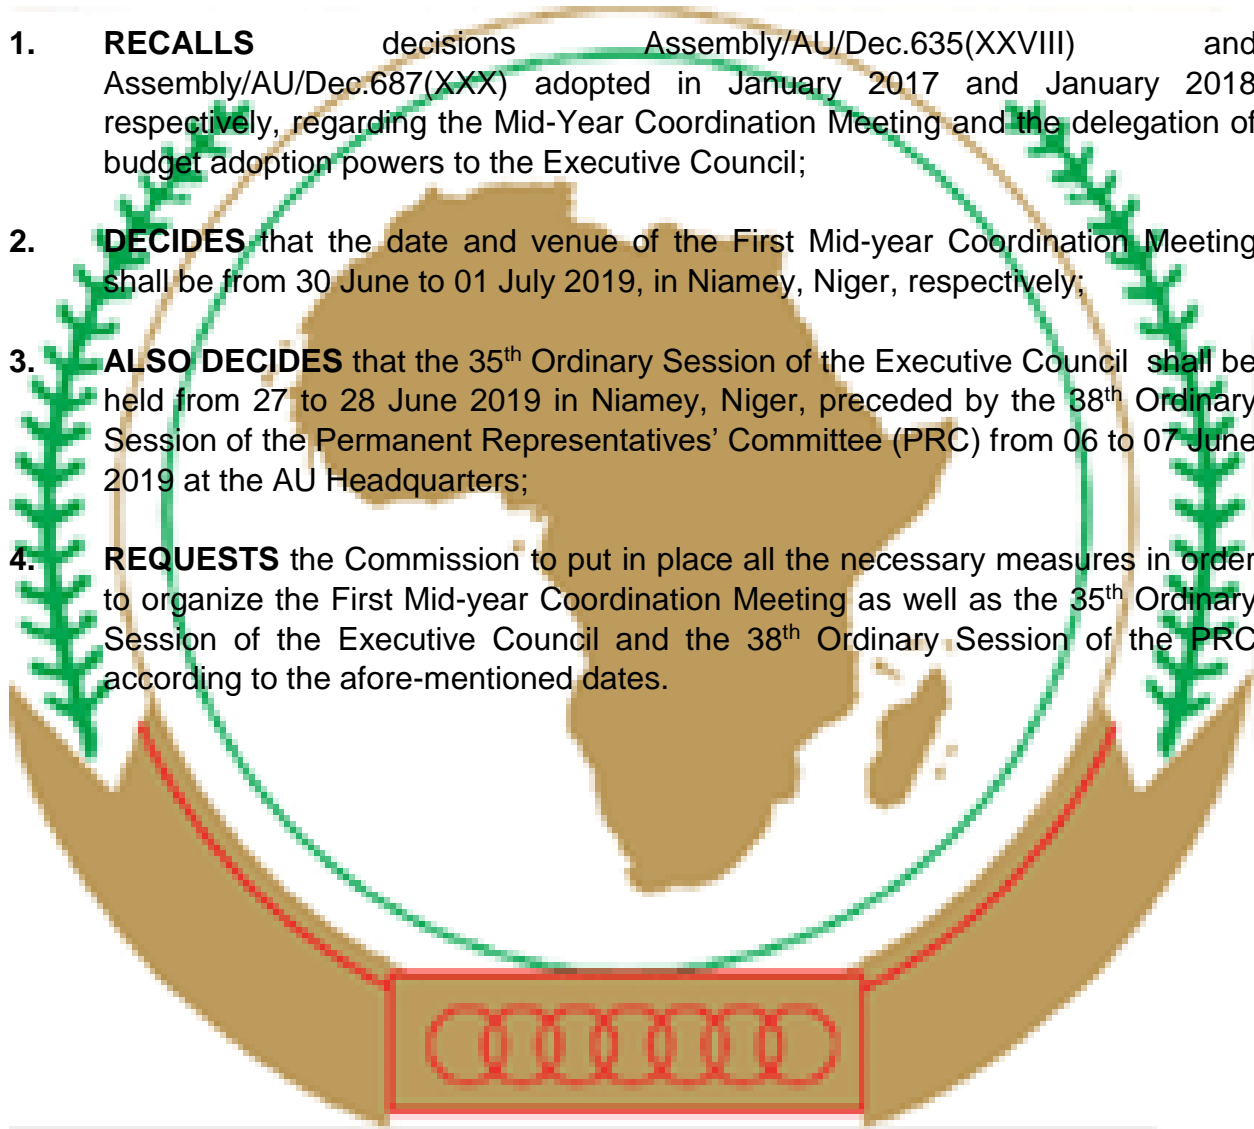 1. RECALLS decisions Assembly/AU/Dec.635(XXVIII) and
Assembly/AU/Dec.687(XXX) adopted in January 2017 and January 2018
respectively, regarding the Mid-Year Coordination Meeting and the delegation of
budget adoption powers to the Executive Council;
2. DECIDES that the date and venue of the First Mid-year Coordination Meeting
shall be from 30 June to 01 July 2019, in Niamey, Niger, respectively;
3. ALSO DECIDES that the 35th Ordinary Session of the Executive Council shall be
held from 27 to 28 June 2019 in Niamey, Niger, preceded by the 38th Ordinary
Session of the Permanent Representatives’ Committee (PRC) from 06 to 07 June
2019 at the AU Headquarters;
4. REQUESTS the Commission to put in place all the necessary measures in order
to organize the First Mid-year Coordination Meeting as well as the 35th Ordinary
Session of the Executive Council and the 38th Ordinary Session of the PRC
according to the afore-mentioned dates.